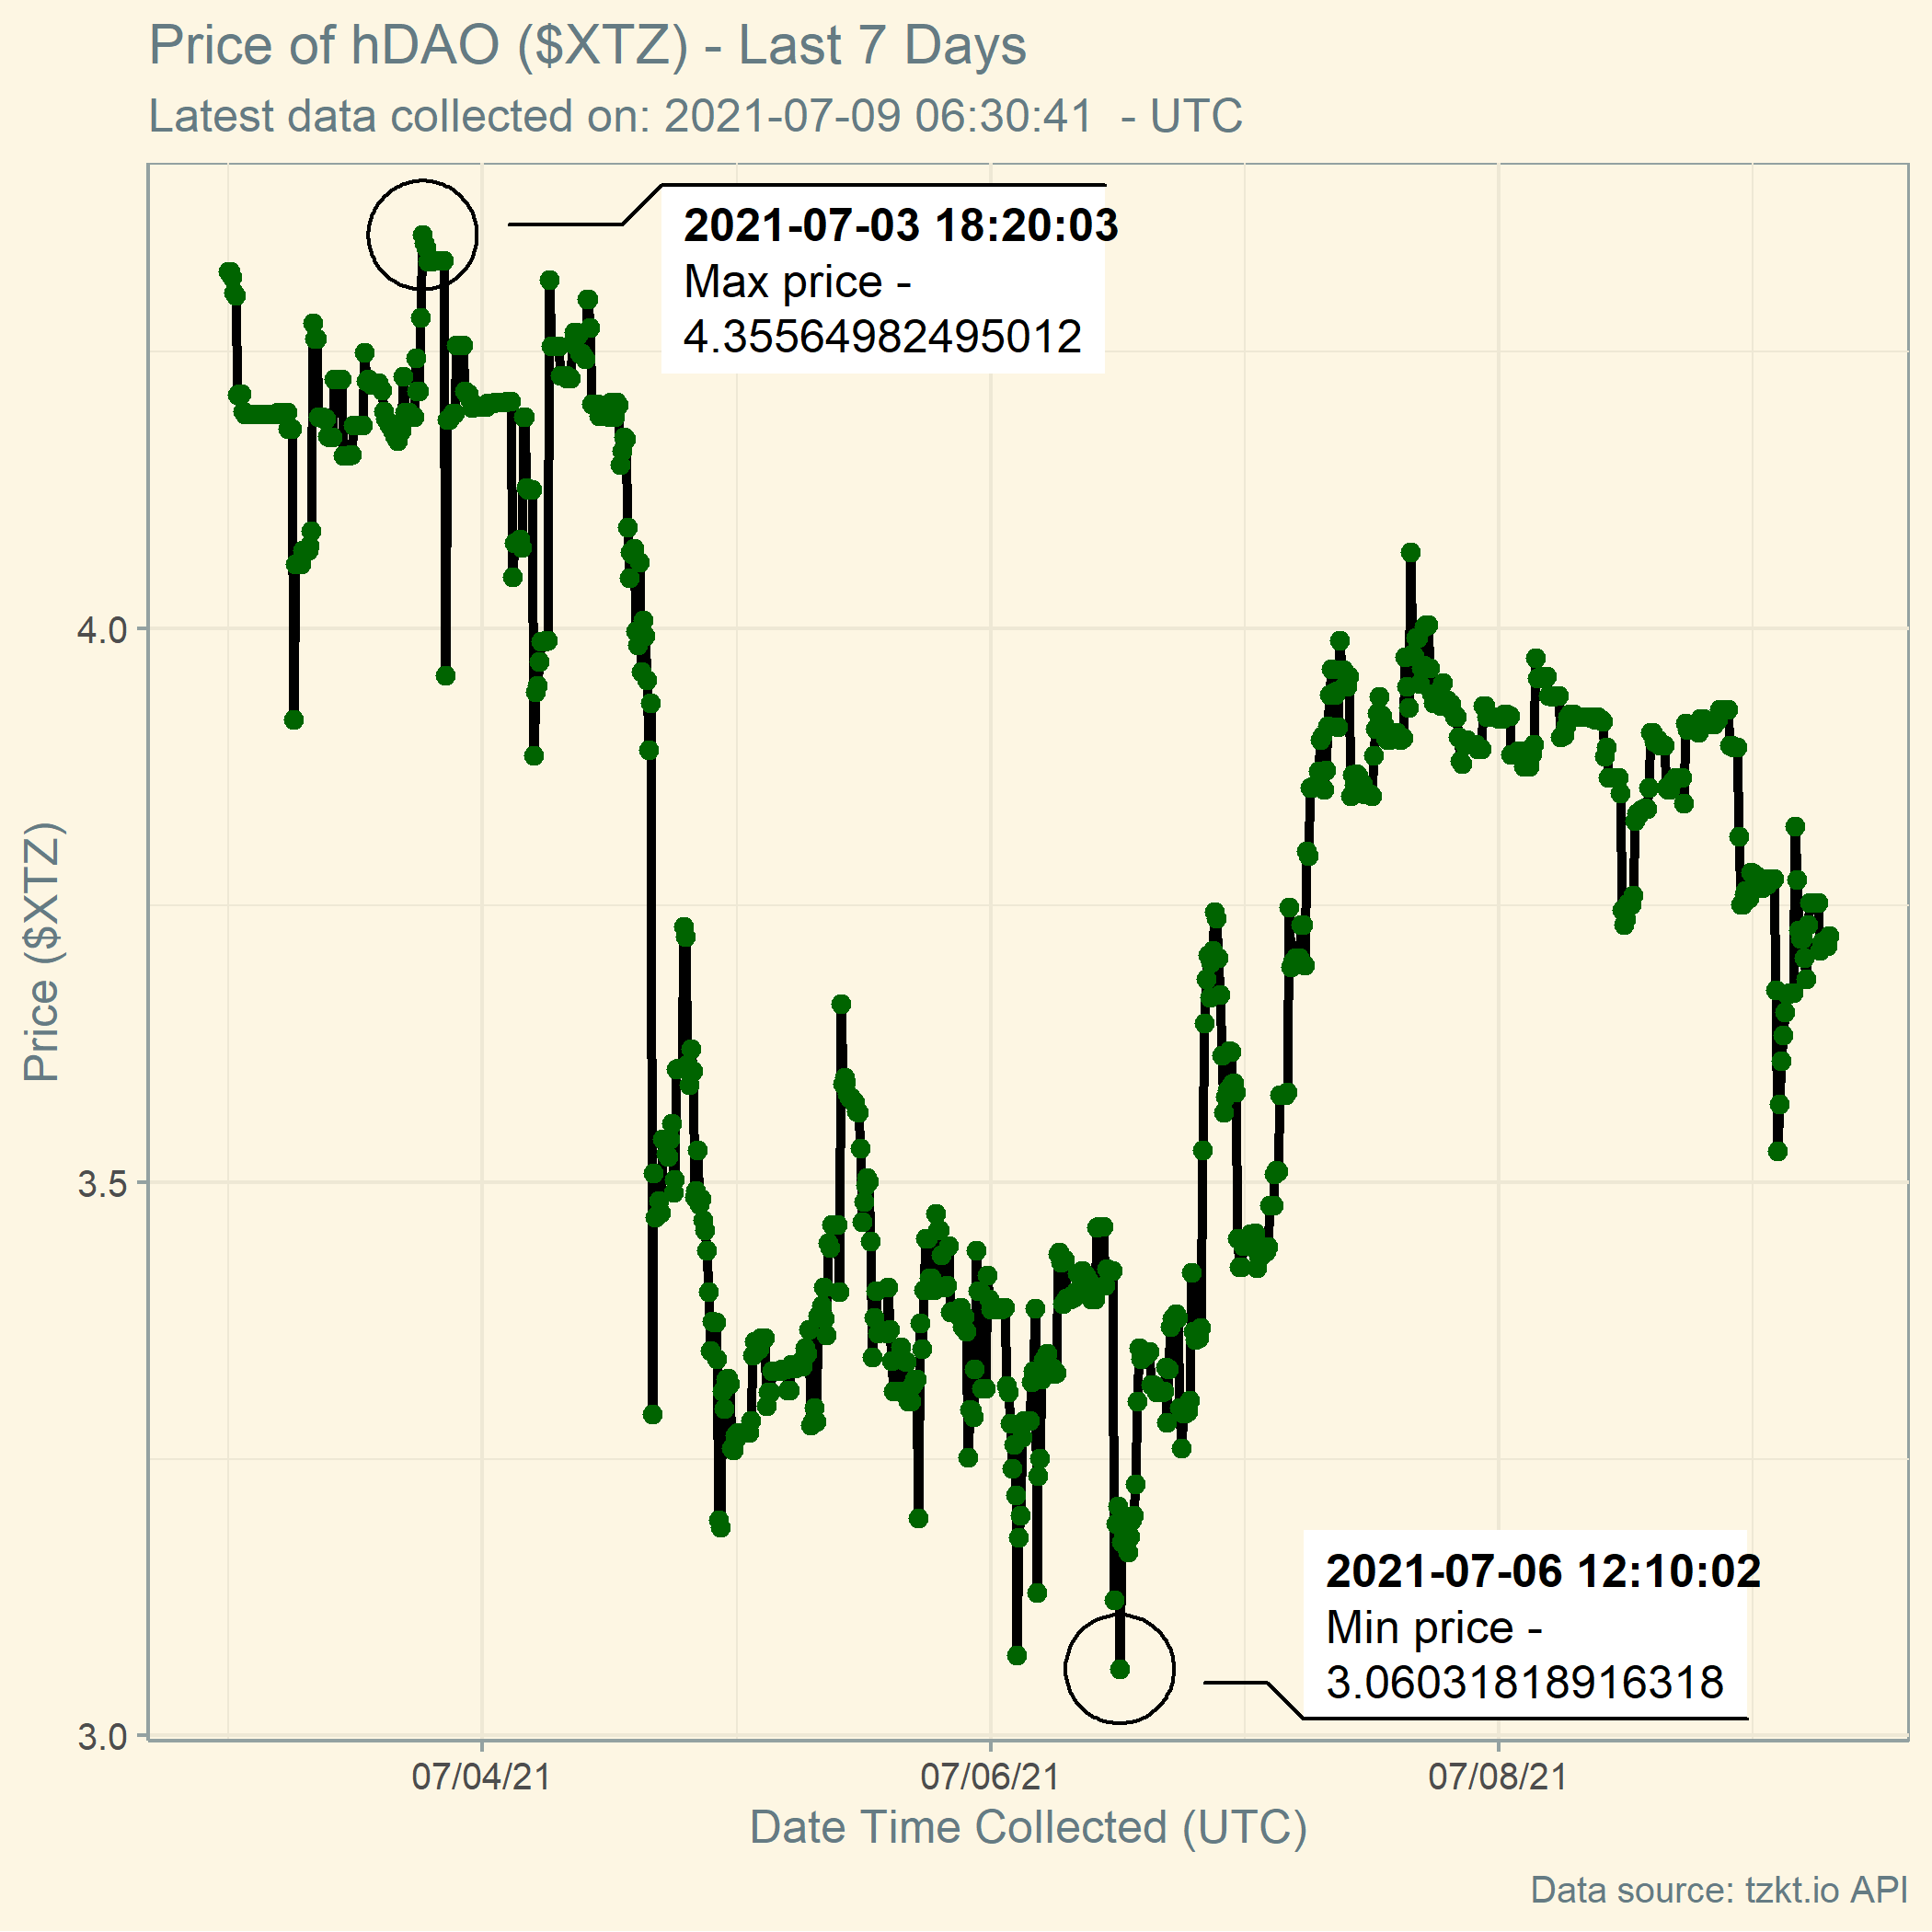 Price of hDAO ($XTZ) - Last 7 Days
Latest data collected on: 2021-07-09 06:30:41  - UTC
2021-07-03 18:20:03
Max price -
4.35564982495012
4.0
3.5
3.0
Price ($XTZ)
2021-07-06 12:10:02
Min price -
3.06031818916318
07/04/21
07/06/21
07/08/21
Date Time Collected (UTC)
Data source: tzkt.io API